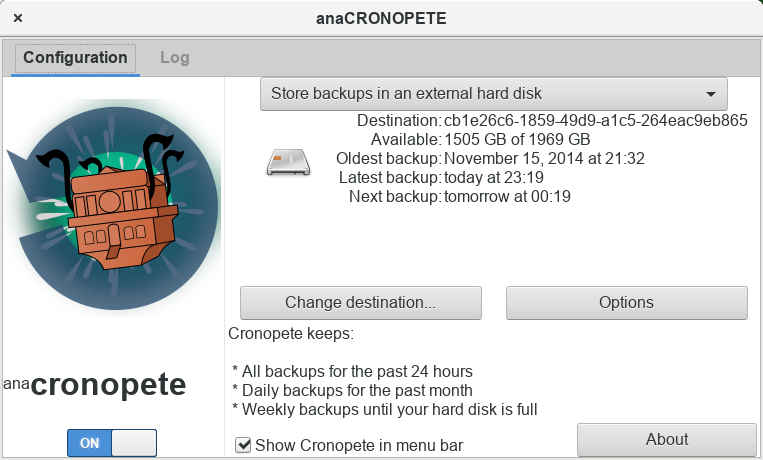 anaCRONOPETE
Configuration Log
Store backups in an external hard disk
Destination: cb1e26c6-1859-49d9-a1c5-264eac9eb865
Available: 1505 GB of 1969 GB
Oldest backup: November 15, 2014 at 21:32
Latest backup: today at 23:19
Next backup: tomorrow at 00:19
Change destination... Options
Cronopete keeps:
* All backups for the past 24 hours
* Daily backups for the past month
* Weekly backups until your hard disk is full
anacronopete
ON
Show Cronopete in menu bar
About